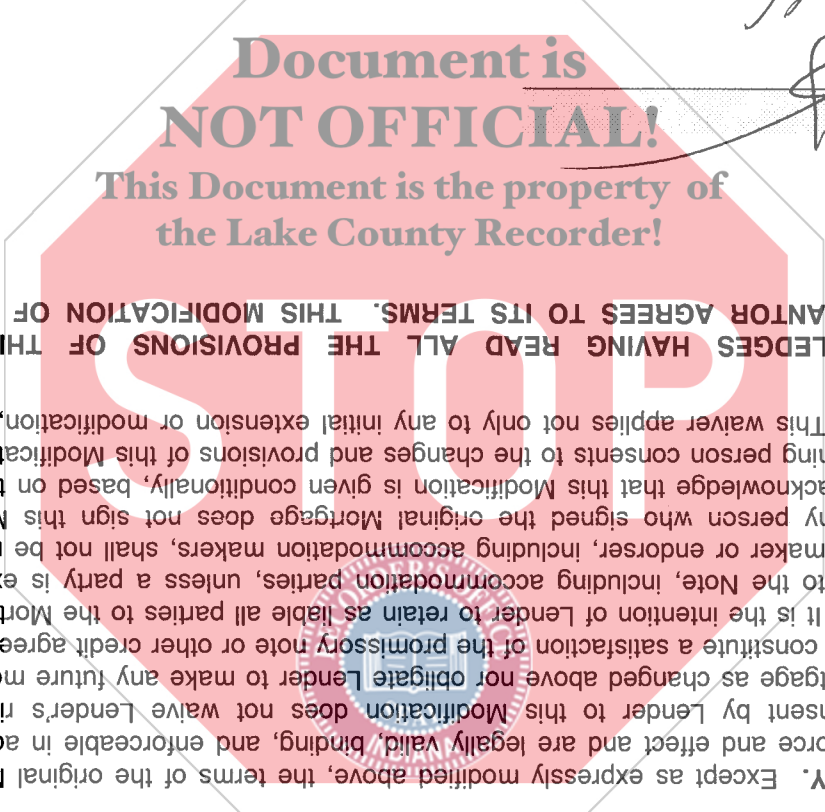 Document is
NOT OFFICIAL!
This Document is the property of
the Lake County Recorder!
STOP
Y. Except as expressly modified above, the terms of the original
orce and effect and are legally valid, binding, and enforceable in ac
sent by Lender to this Modification does not waive Lender's ri
tgage as changed above nor obligate Lender to make any future m
constitute a satisfaction of the promissory note or other credit agree
It is the intention of Lender to retain as liable all parties to the Mort
to the Note, including accommodation parties, unless a party is ex
maker or endorser, including accommodation makers, shall not be
ny person who signed the original Mortgage does not sign this M
acknowledge that this Modification is given conditionally, based on t
ning person consents to the changes and provisions of this Modificat
This waiver applies not only to any initial extension or modification,
LEDGES HAVING READ ALL THE PROVISIONS OF THI
ANTOR AGREES TO ITS TERMS. THIS MODIFICATION OF